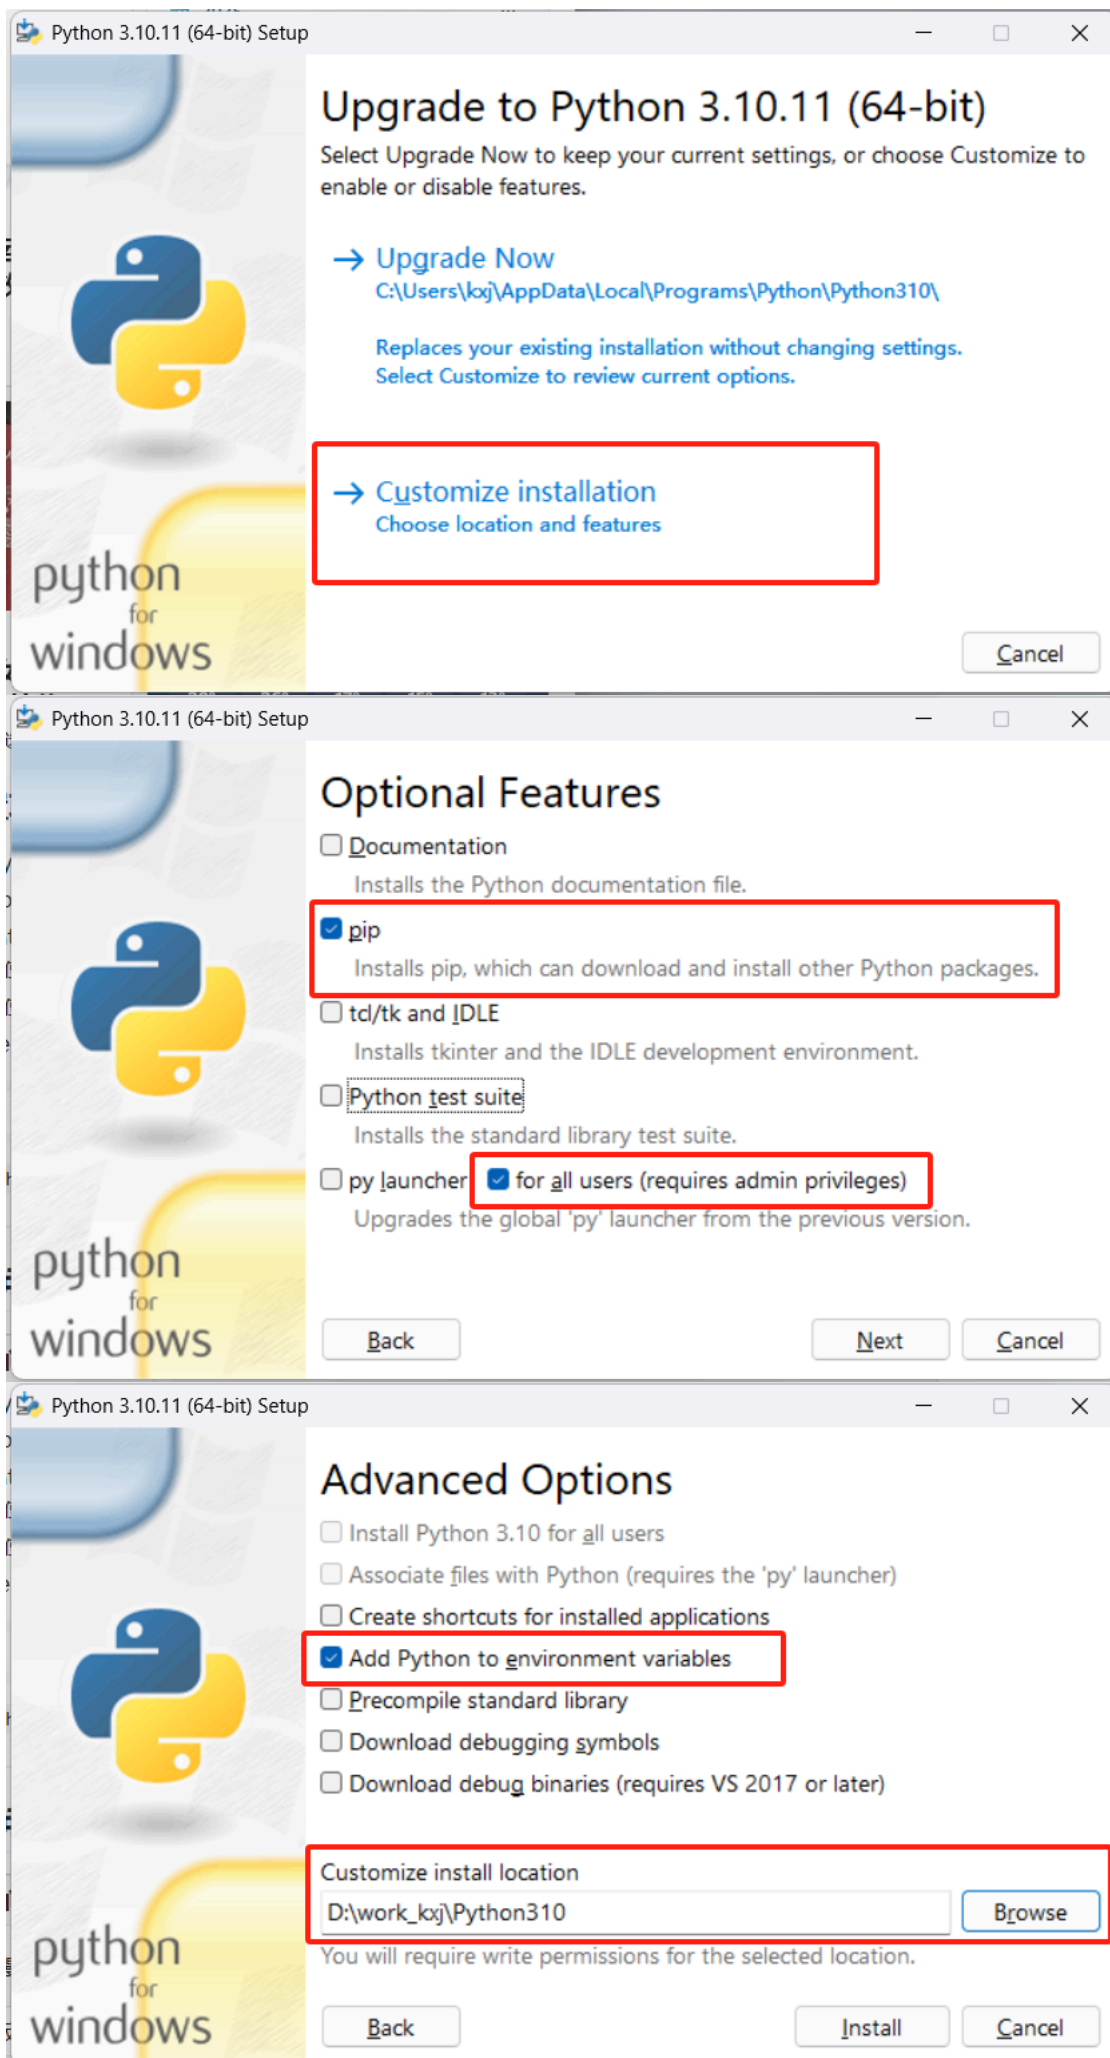 Python 3.10.11 (64-bit) Setup
Upgrade to Python 3.10.11 (64-bit)
Select Upgrade Now to keep your current settings, or choose Customize to
enable or disable features.
Upgrade Now
C:\Users\kxj\AppData\Local\Programs\Python\Python310\
Replaces your existing installation without changing settings.
Select Customize to review current options.
Customize installation
Choose location and features
python
for
windows
Cancel
Python 3.10.11 (64-bit) Setup
Optional Features
Documentation
Installs the Python documentation file.
pip
Installs pip, which can download and install other Python packages.
tcl/tk and IDLE
Installs tkinter and the IDLE development environment.
Python test suite
Installs the standard library test suite.
py launcher for all users (requires admin privileges)
Upgrades the global 'py' launcher from the previous version.
python
for
windows
Back Next Cancel
Python 3.10.11 (64-bit) Setup
Advanced Options
Install Python 3.10 for all users
Associate files with Python (requires the 'py' launcher)
Create shortcuts for installed applications
Add Python to environment variables
Precompile standard library
Download debugging symbols
Download debug binaries (requires VS 2017 or later)
Customize install location
D:\work_kxj\Python310 Browse
You will require write permissions for the selected location.
python
for
windows
Back Install Cancel